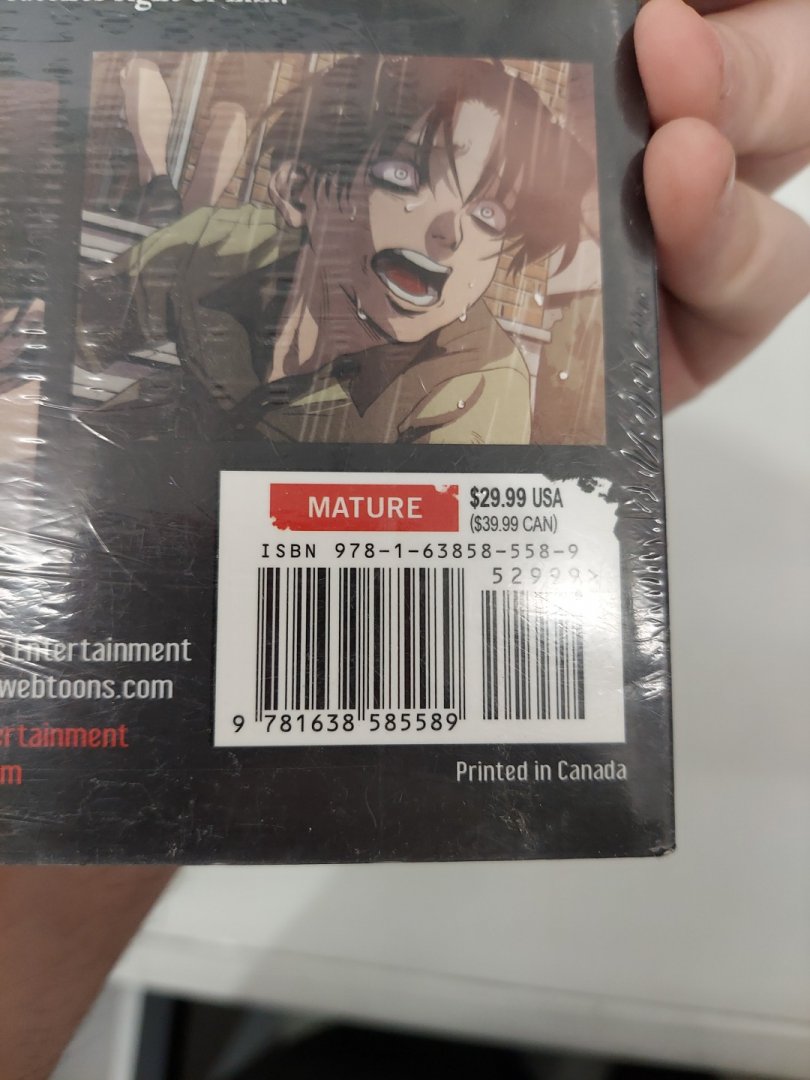 MATURE
$29.99 USA
($39.99 CAN)
ISBN 978-1-63858-558-9
52999>
9 781638 585589
Entertainment
webtoons.com
Printed in Canada